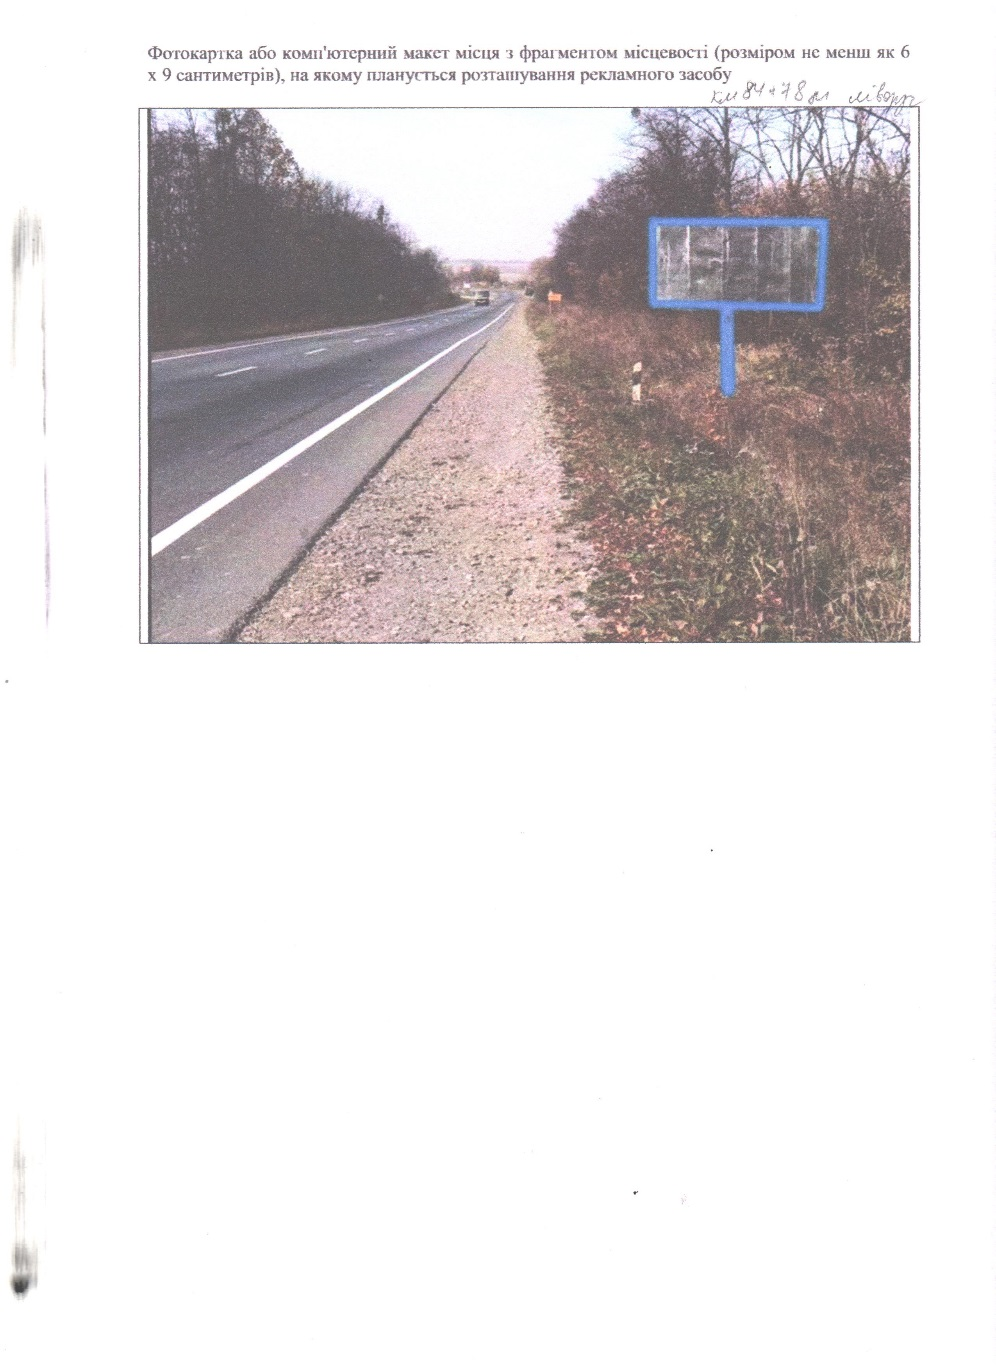 Фотокартка або комп'ютерний макет місця з фрагментом місцевості (розміром не менш як 6
х 9 сантиметрів), на якому планується розташування рекламного засобу
км 84+78